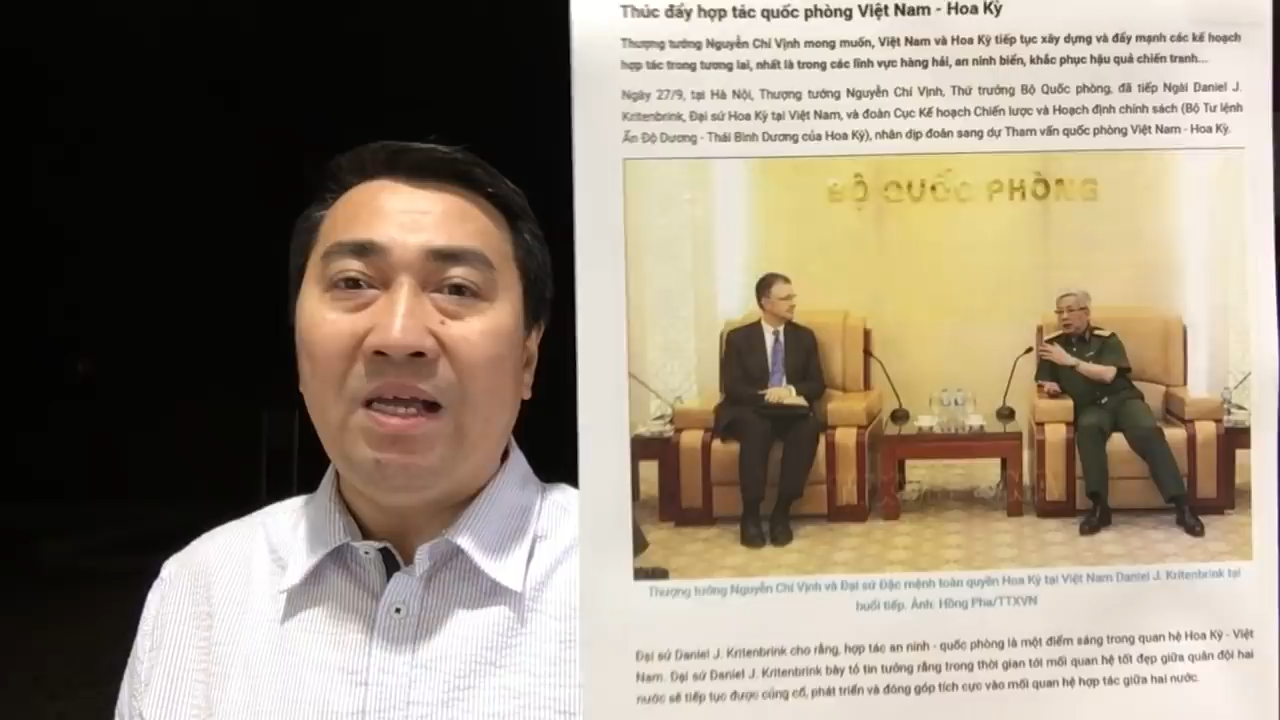 Thúc đẩy hợp tác quốc phòng Việt Nam - Hoa Kỳ
Thượng tướng Nguyễn Chí Vịnh mong muốn, Việt Nam và Hoa Kỳ tiếp tục xây dựng và đẩy mạnh các kế hoạch
hợp tác trong tương lai, nhất là trong các lĩnh vực hàng hải, an ninh biển, khắc phục hậu quả chiến tranh...
Ngày 27/9, tại Hà Nội, Thượng tướng Nguyễn Chí Vịnh, Thứ trưởng Bộ Quốc phòng, đã tiếp Ngài Daniel J.
Kritenbrink, Đại sứ Hoa Kỳ tại Việt Nam, và đoàn Cục Kế hoạch Chiến lược và Hoạch định chính sách (Bộ Tư lệnh
Ấn Độ Dương - Thái Bình Dương của Hoa Kỳ), nhân dịp đoàn sang dự Tham vấn quốc phòng Việt Nam - Hoa Kỳ.
BỘ QUỐC PHÒNG
Thượng tướng Nguyễn Chí Vịnh và Đại sứ Đặc mệnh toàn quyền Hoa Kỳ tại Việt Nam Daniel J. Kritenbrink tại
buổi tiếp. Ảnh: Hồng Pha/TTXVN
Đại sứ Daniel J. Kritenbrink cho rằng, hợp tác an ninh - quốc phòng là một điểm sáng trong quan hệ Hoa Kỳ - Việt
Nam. Đại sứ Daniel J. Kritenbrink bày tỏ tin tưởng rằng trong thời gian tới mối quan hệ tốt đẹp giữa quân đội hai
nước sẽ tiếp tục được củng cố, phát triển và đóng góp tích cực vào mối quan hệ hợp tác giữa hai nước.